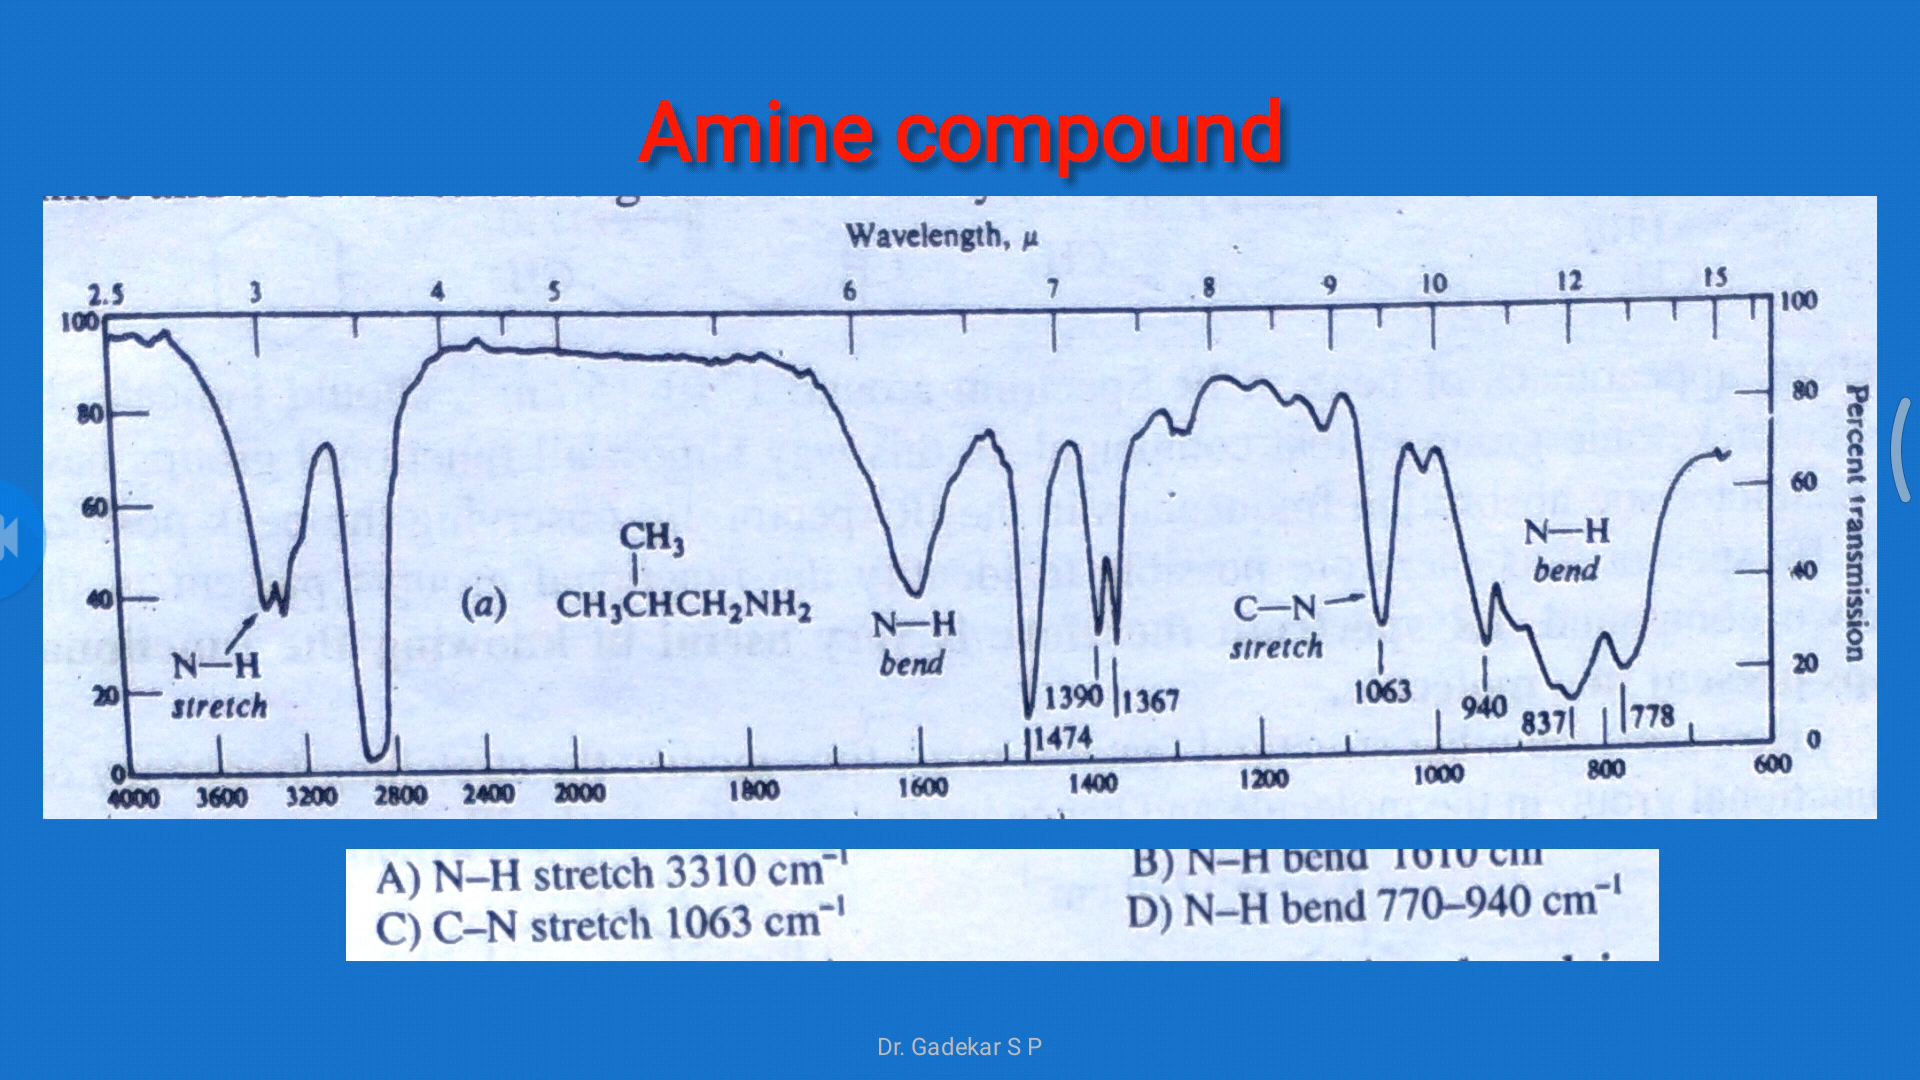 Amine compound
Wavelength, μ
2.5 3 4 5 6 7 8 9 10 12 15
100 100
80 80
60 60
40 40
20 20
0 0
Percent transmission
N—H
stretch
(a)
CH₃
CH₃CHCH₂NH₂
N—H
bend
1474
1390
1367
C—N
stretch
1063
940
N—H
bend
837
778
4000 3600 3200 2800 2400 2000 1800 1600 1400 1200 1000 800 600
A) N–H stretch 3310 cm⁻¹
B) N–H bend 1610 cm
C) C–N stretch 1063 cm⁻¹
D) N–H bend 770–940 cm⁻¹
Dr. Gadekar S P